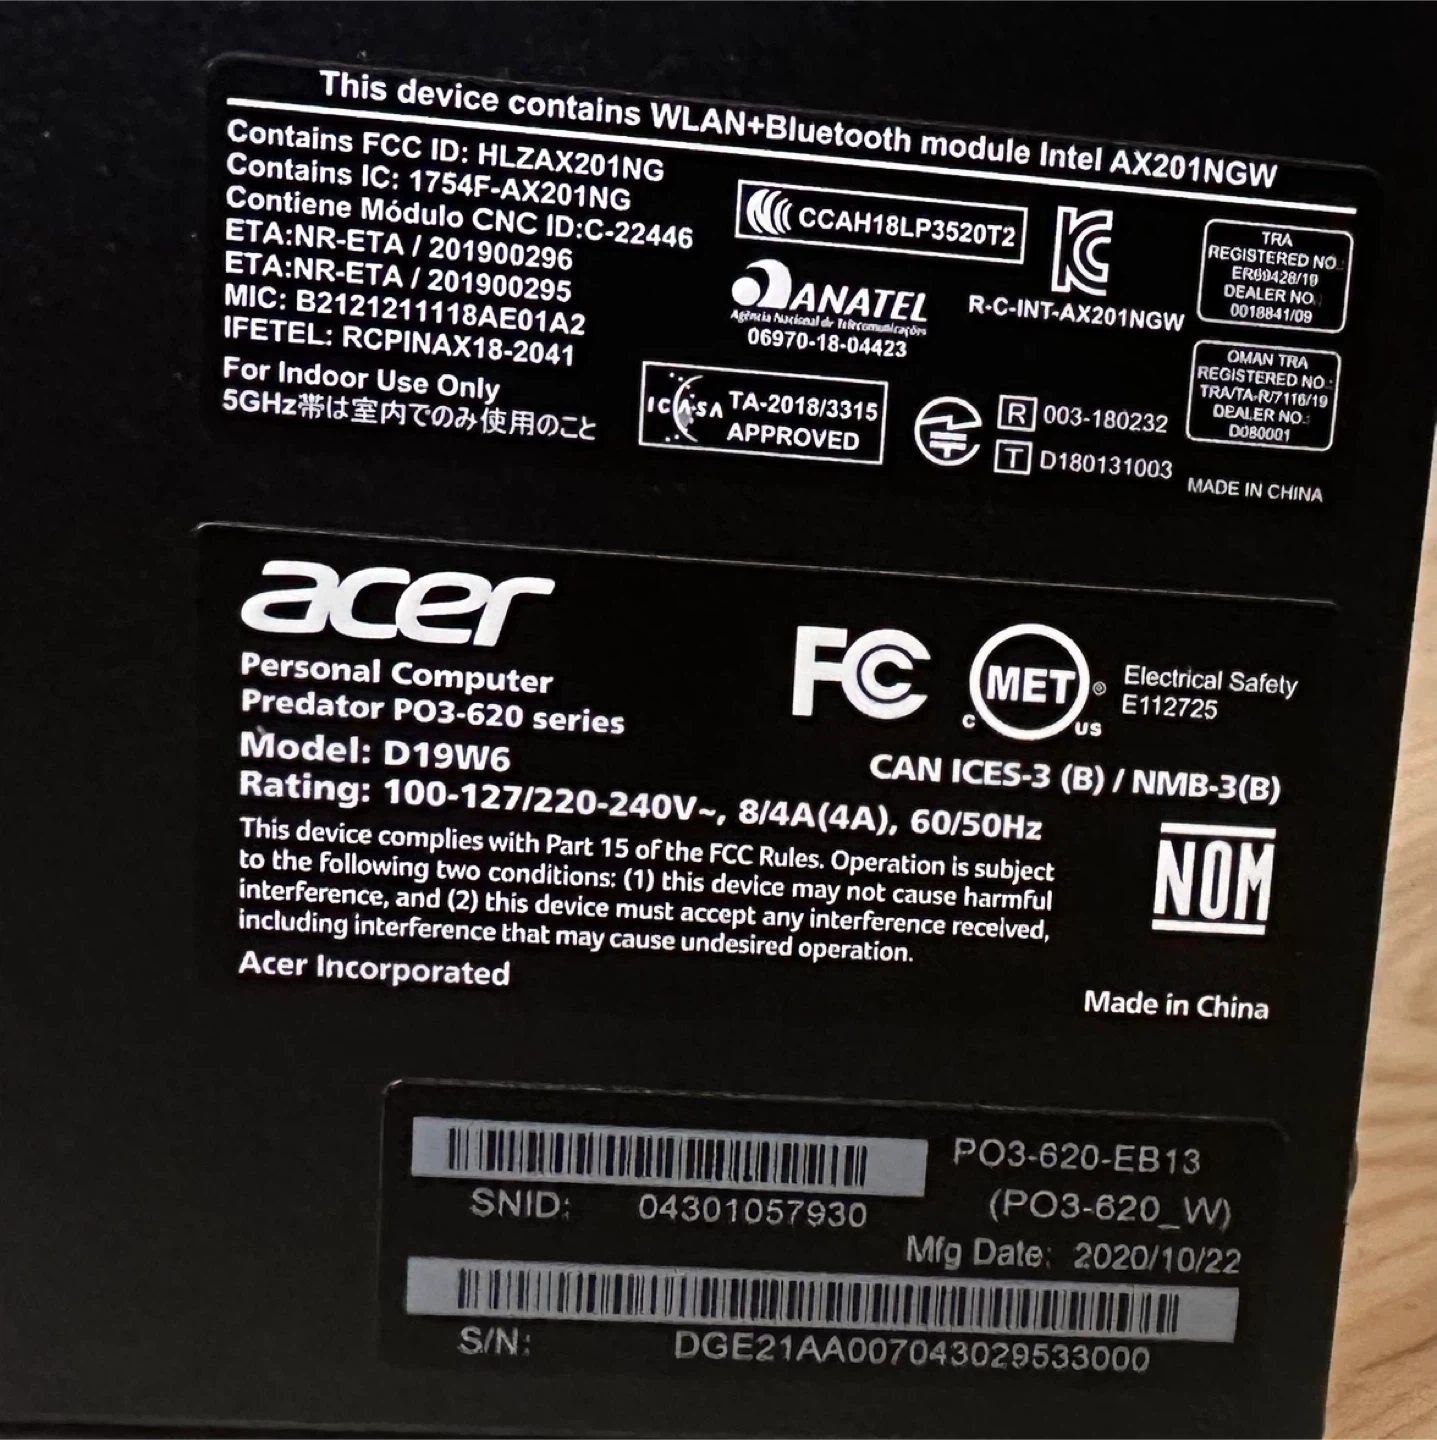 This device contains WLAN+Bluetooth module Intel AX201NGW
Contains FCC ID: HLZAX201NG
Contains IC: 1754F-AX201NG
Contiene Módulo CNC ID:C-22446
ETA:NR-ETA / 201900296
ETA:NR-ETA / 201900295
MIC: B2121211118AE01A2
IFETEL: RCPINAX18-2041
For Indoor Use Only
5GHz帯は室内でのみ使用のこと
CCAH18LP3520T2
ANATEL
Agência Nacional de Telecomunicações
06970-18-04423
R-C-INT-AX201NGW
TRA
REGISTERED NO.:
ER69428/19
DEALER NO.
0018841/09
ICASA
TA-2018/3315
APPROVED
R 003-180232
T D180131003
OMAN TRA
REGISTERED NO.:
TRA/TA-R/7116/19
DEALER NO.:
D080001
MADE IN CHINA
acer
Personal Computer
Predator PO3-620 series
Model: D19W6
Rating: 100-127/220-240V~, 8/4A(4A), 60/50Hz
This device complies with Part 15 of the FCC Rules. Operation is subject
to the following two conditions: (1) this device may not cause harmful
interference, and (2) this device must accept any interference received,
including interference that may cause undesired operation.
Acer Incorporated
FC
c MET ® us
Electrical Safety
E112725
CAN ICES-3 (B) / NMB-3(B)
NOM
Made in China
SNID: 04301057930
PO3-620-EB13
(PO3-620_W)
Mfg Date: 2020/10/22
S/N: DGE21AA007043029533000